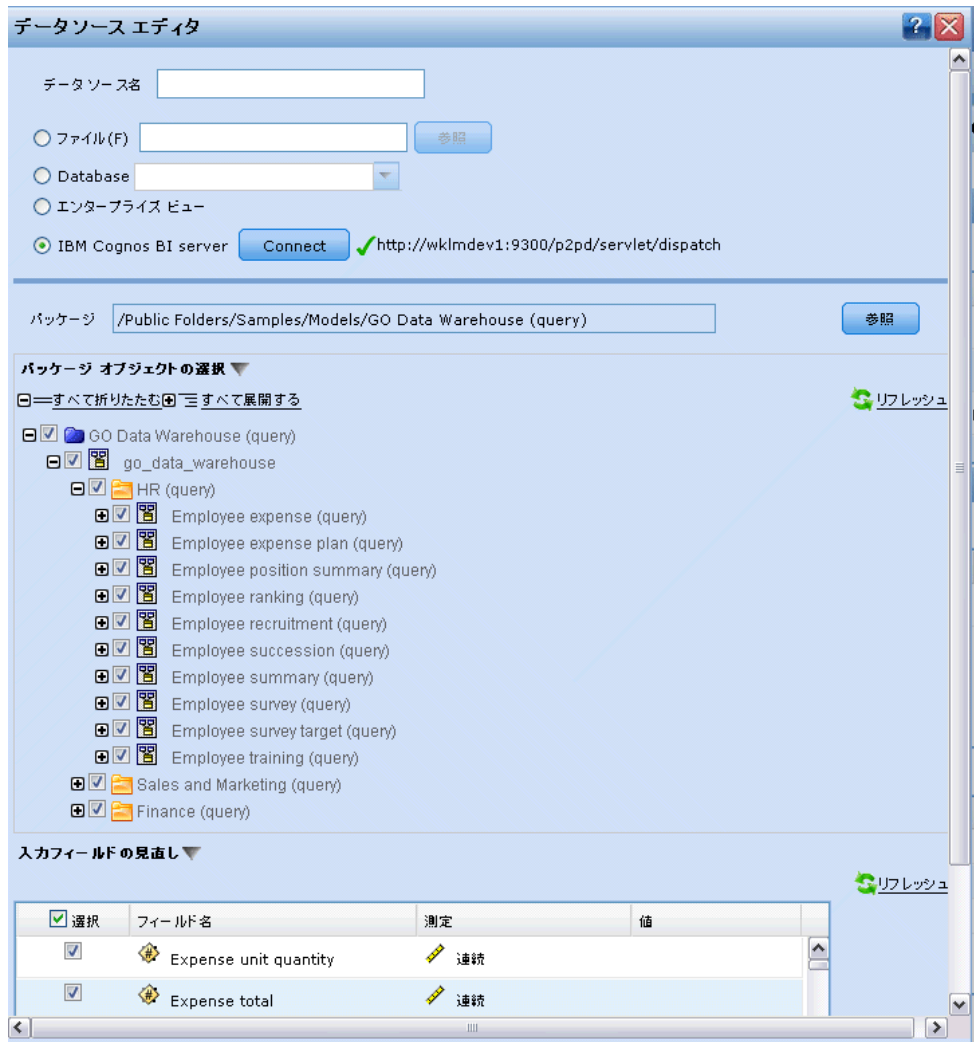 データソース エディタ
データ ソース名
ファイル(F)
参照
Database
エンタープライズ ビュー
IBM Cognos BI server
Connect
http://wklmdev1:9300/p2pd/servlet/dispatch
パッケージ
/Public Folders/Samples/Models/GO Data Warehouse (query)
参照
パッケージ オブジェクトの選択
すべて折りたたむ すべて展開する
リフレッシュ
GO Data Warehouse (query)
go_data_warehouse
HR (query)
Employee expense (query)
Employee expense plan (query)
Employee position summary (query)
Employee ranking (query)
Employee recruitment (query)
Employee succession (query)
Employee summary (query)
Employee survey (query)
Employee survey target (query)
Employee training (query)
Sales and Marketing (query)
Finance (query)
入力フィールドの見直し
リフレッシュ
選択 フィールド名 測定 値
Expense unit quantity 連続
Expense total 連続